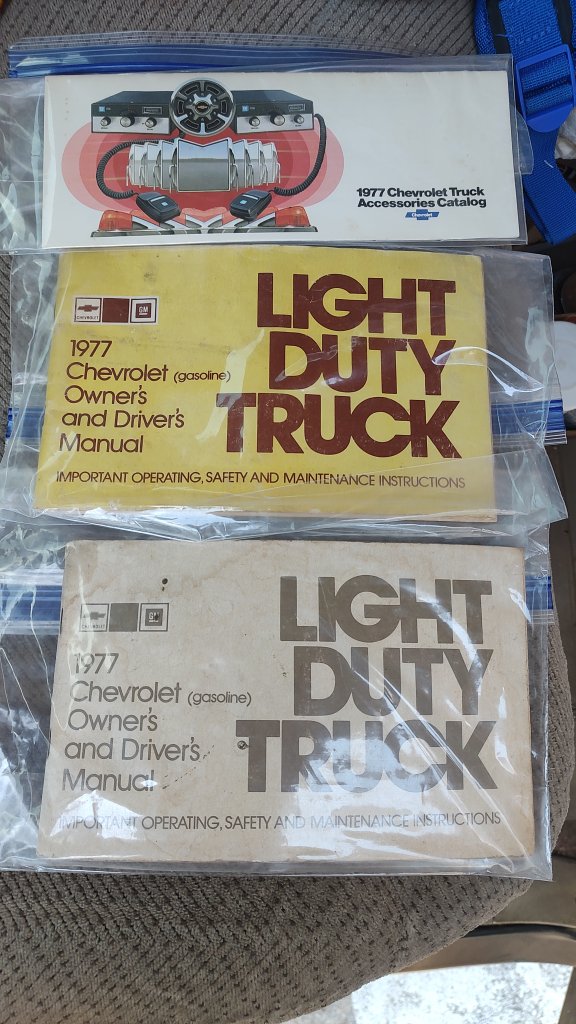 1977 Chevrolet Truck
Accessories Catalog
Chevrolet
CHEVROLET
GM
LIGHT
DUTY
TRUCK
1977
Chevrolet (gasoline)
Owner's
and Driver's
Manual
IMPORTANT OPERATING, SAFETY AND MAINTENANCE INSTRUCTIONS
CHEVROLET
GM
LIGHT
DUTY
TRUCK
1977
Chevrolet (gasoline)
Owner's
and Driver's
Manual
IMPORTANT OPERATING, SAFETY AND MAINTENANCE INSTRUCTIONS